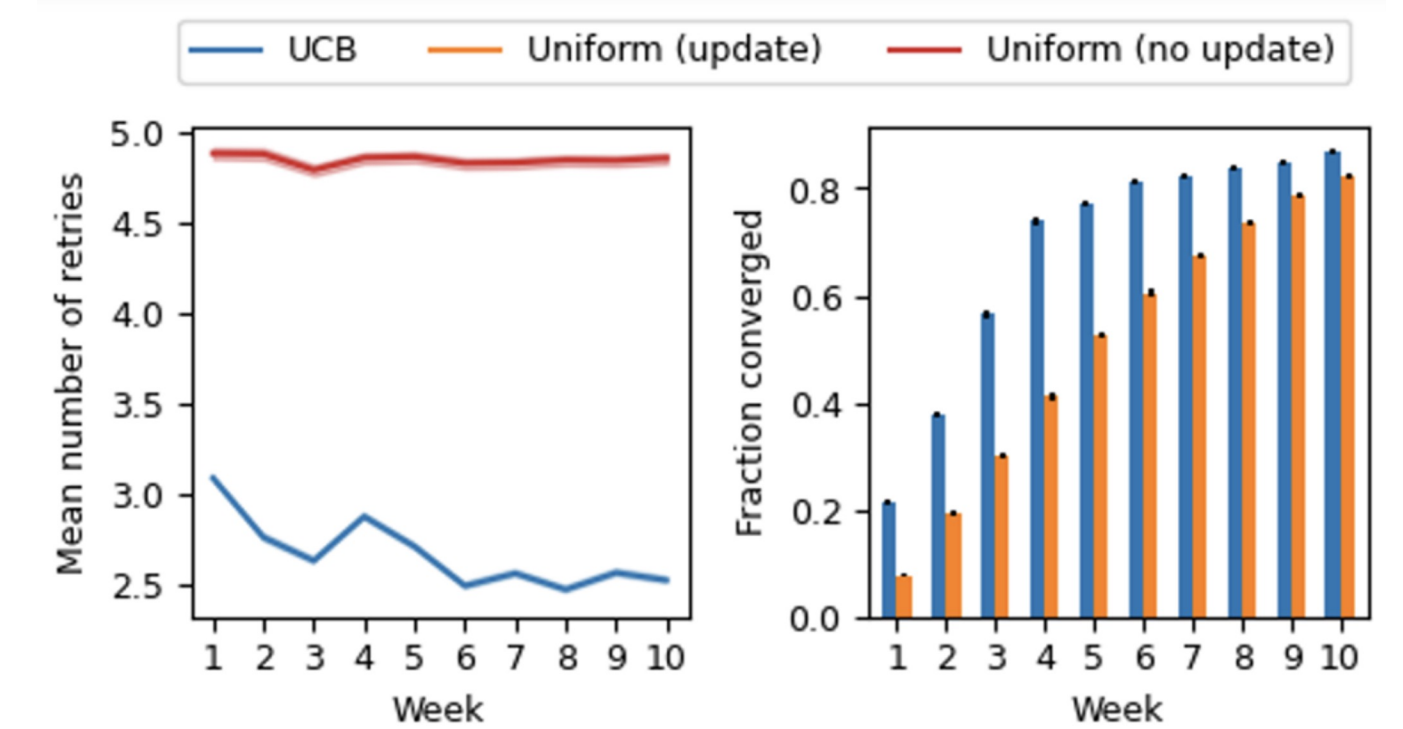 UCB Uniform (update) Uniform (no update)
Mean number of retries
5.0
4.5
4.0
3.5
3.0
2.5
1 2 3 4 5 6 7 8 9 10
Week
Fraction converged
0.8
0.6
0.4
0.2
0.0
1 2 3 4 5 6 7 8 9 10
Week